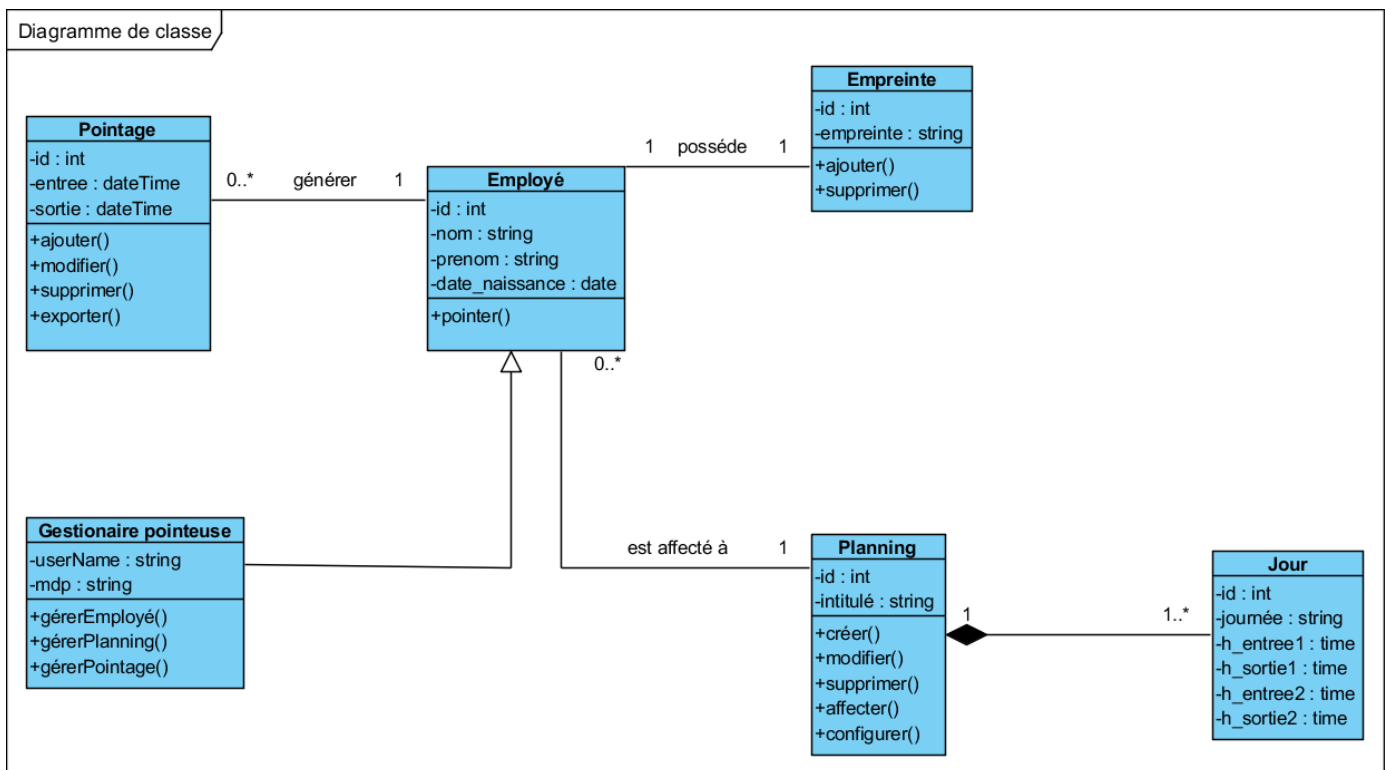 Diagramme de classe
Pointage
-id : int
-entree : dateTime
-sortie : dateTime
+ajouter()
+modifier()
+supprimer()
+exporter()
0..* générer 1
Employé
-id : int
-nom : string
-prenom : string
-date_naissance : date
+pointer()
1 posséde 1
Empreinte
-id : int
-empreinte : string
+ajouter()
+supprimer()
0..*
Gestionaire pointeuse
-userName : string
-mdp : string
+gérerEmployé()
+gérerPlanning()
+gérerPointage()
est affecté à 1
Planning
-id : int
-intitulé : string
+créer()
+modifier()
+supprimer()
+affecter()
+configurer()
1 1..*
Jour
-id : int
-journée : string
-h_entree1 : time
-h_sortie1 : time
-h_entree2 : time
-h_sortie2 : time